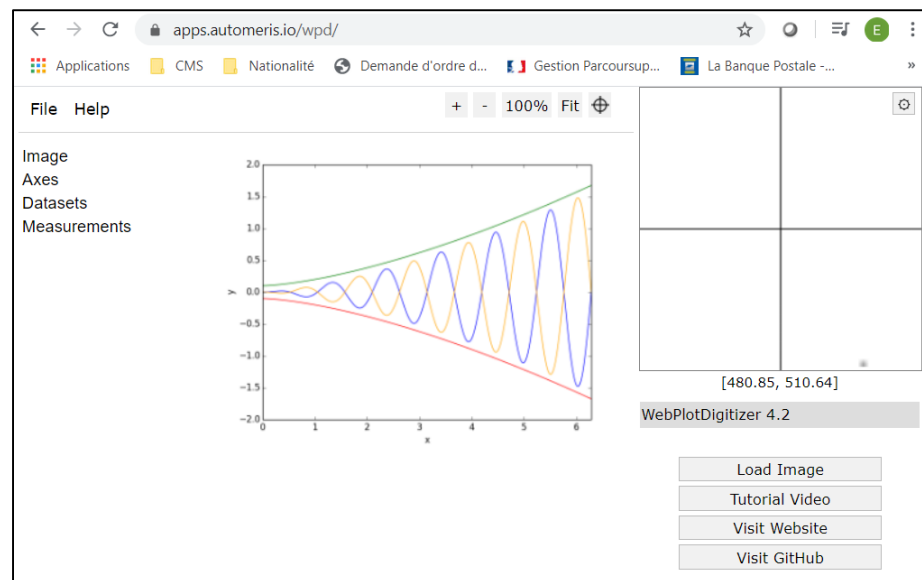 apps.automeris.io/wpd/
E
Applications CMS Nationalité Demande d'ordre d... Gestion Parcoursup... La Banque Postale -... »
File Help + - 100% Fit
Image
Axes
Datasets
Measurements
2.0
1.5
1.0
0.5
0.0
−0.5
−1.0
−1.5
−2.0
y
0 1 2 3 4 5 6
x
[480.85, 510.64]
WebPlotDigitizer 4.2
Load Image
Tutorial Video
Visit Website
Visit GitHub